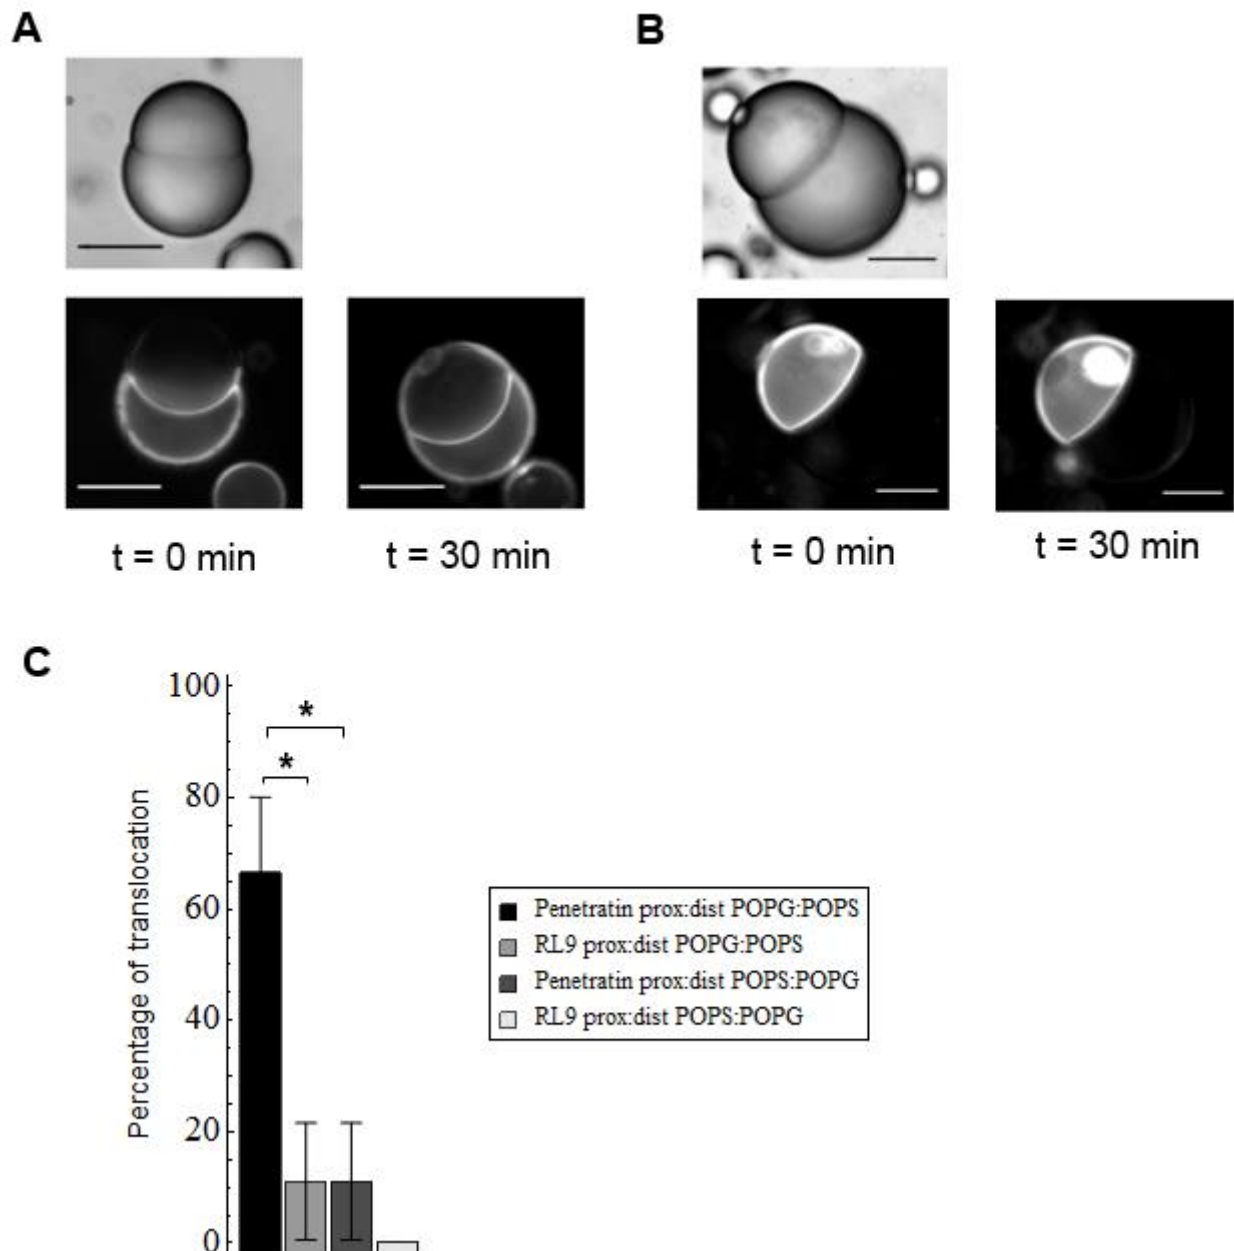 A
B
t = 0 min
t = 30 min
t = 0 min
t = 30 min
C
100
80
60
40
20
0
Percentage of translocation
*
*
Penetratin prox:dist POPG:POPS
RL9 prox:dist POPG:POPS
Penetratin prox:dist POPS:POPG
RL9 prox:dist POPS:POPG